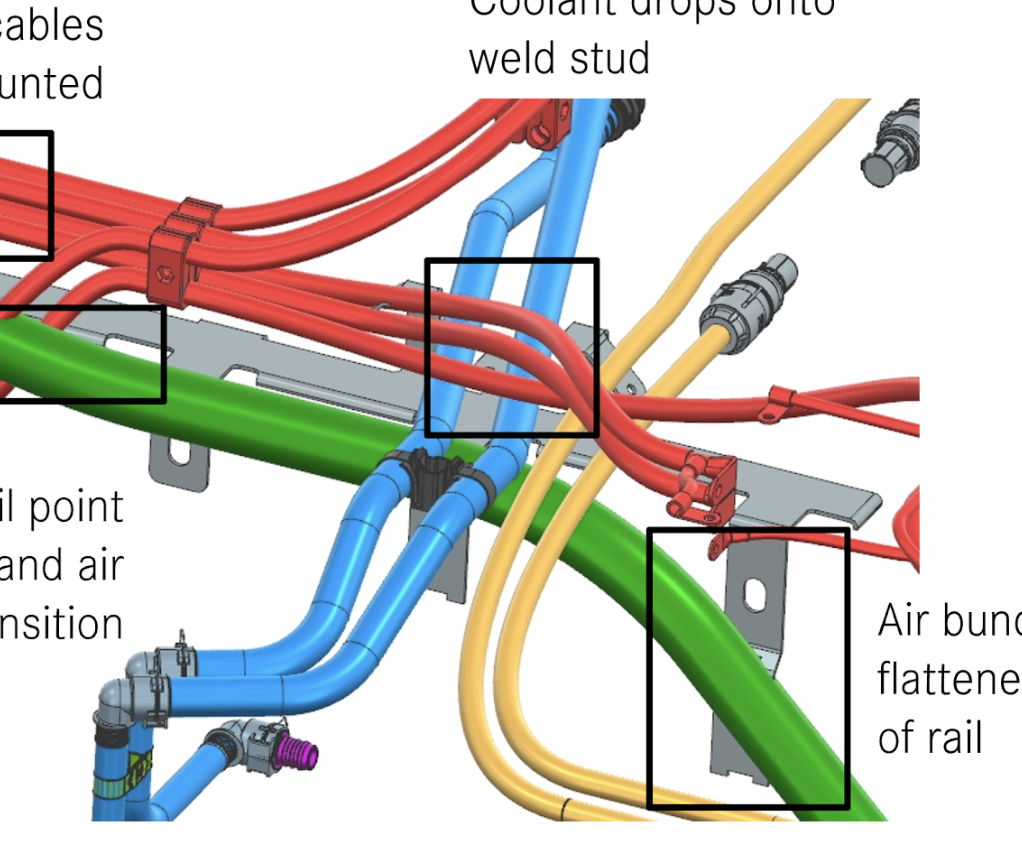 cables
unted
Coolant drops onto
weld stud
il point
and air
nsition
Air bund
flattene
of rail